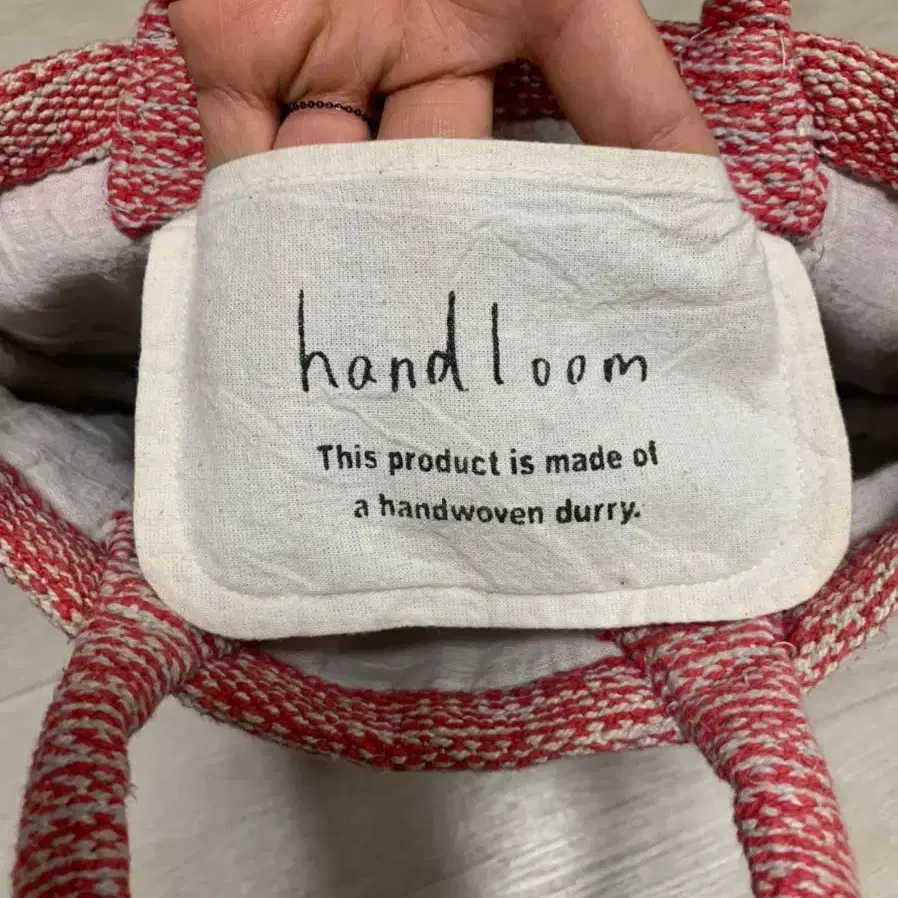 handloom
This product is made of
a handwoven durry.